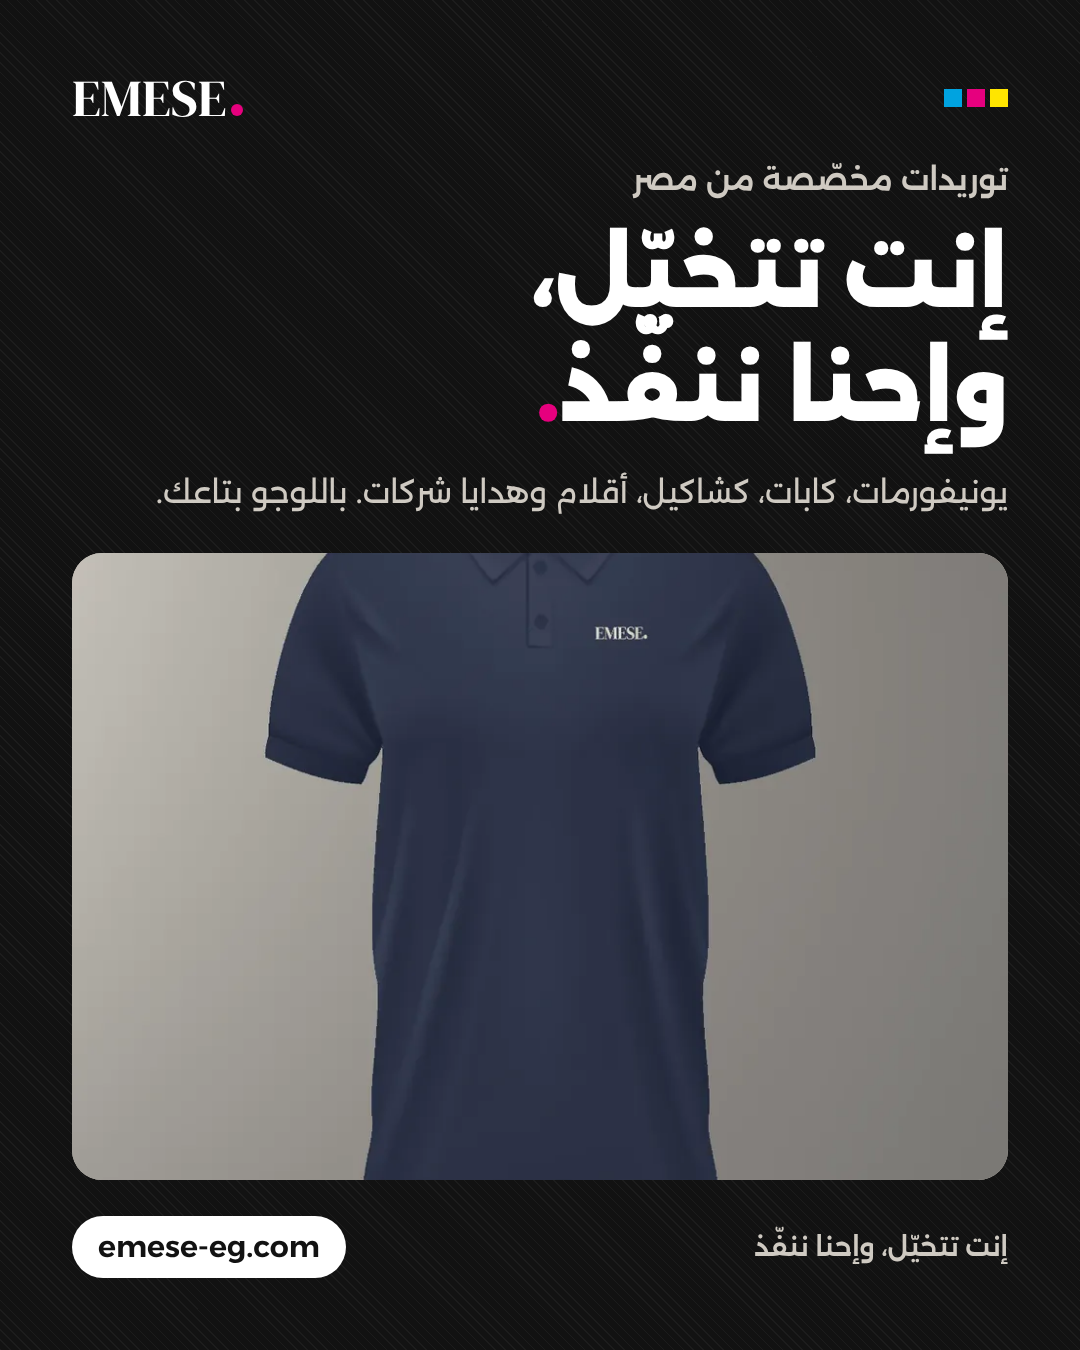 EMESE.
توريدات مخصّصة من مصر
إنت تتخيّل،
وإحنا ننفّذ.
يونيفورمات، كابات، كشاكيل، أقلام وهدايا شركات. باللوجو بتاعك.
EMESE.
إنت تتخيّل، وإحنا ننفّذ
emese-eg.com